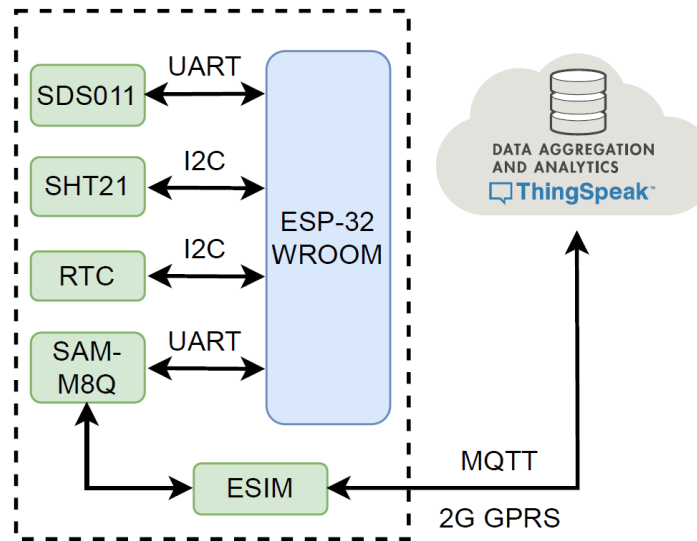 SDS011
UART
SHT21
I2C
RTC
I2C
SAM-
M8Q
UART
ESP-32
WROOM
ESIM
DATA AGGREGATION
AND ANALYTICS
ThingSpeak™
MQTT
2G GPRS